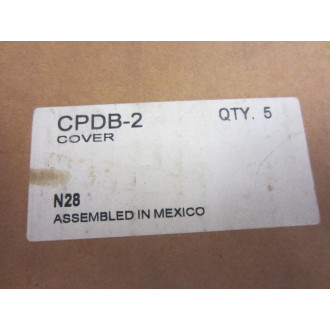 CPDB-2 QTY. 5
COVER
N28
ASSEMBLED IN MEXICO